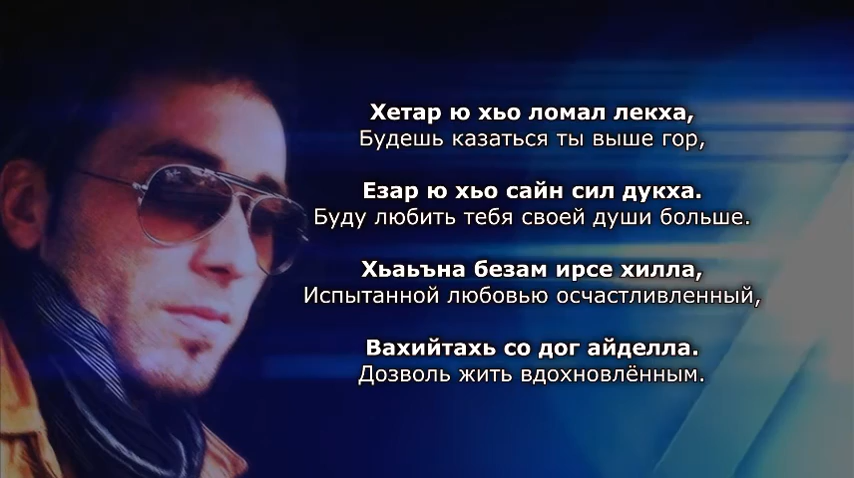 Хетар ю хьо ломал лекха,
Будешь казаться ты выше гор,
Езар ю хьо сайн сил дукха.
Буду любить тебя своей души больше.
Хьаьъна безам ирсе хилла,
Испытанной любовью осчастливленный,
Вахийтахь со дог айделла.
Дозволь жить вдохновлённым.